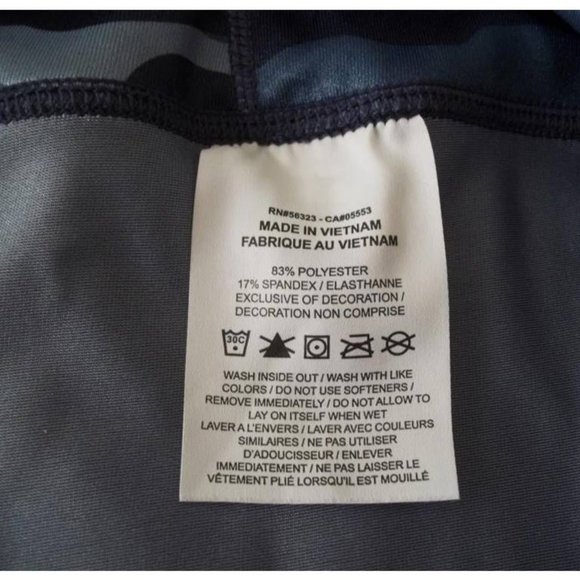 RN#56323 - CA#05553
MADE IN VIETNAM
FABRIQUE AU VIETNAM
83% POLYESTER
17% SPANDEX / ELASTHANNE
EXCLUSIVE OF DECORATION /
DECORATION NON COMPRISE
30C
WASH INSIDE OUT / WASH WITH LIKE
COLORS / DO NOT USE SOFTENERS /
REMOVE IMMEDIATELY / DO NOT ALLOW TO
LAY ON ITSELF WHEN WET
LAVER A L'ENVERS / LAVER AVEC COULEURS
SIMILAIRES / NE PAS UTILISER
D'ADOUCISSEUR / ENLEVER
IMMEDIATEMENT / NE PAS LAISSER LE
VÊTEMENT PLIÉ LORSQU'IL EST MOUILLÉ